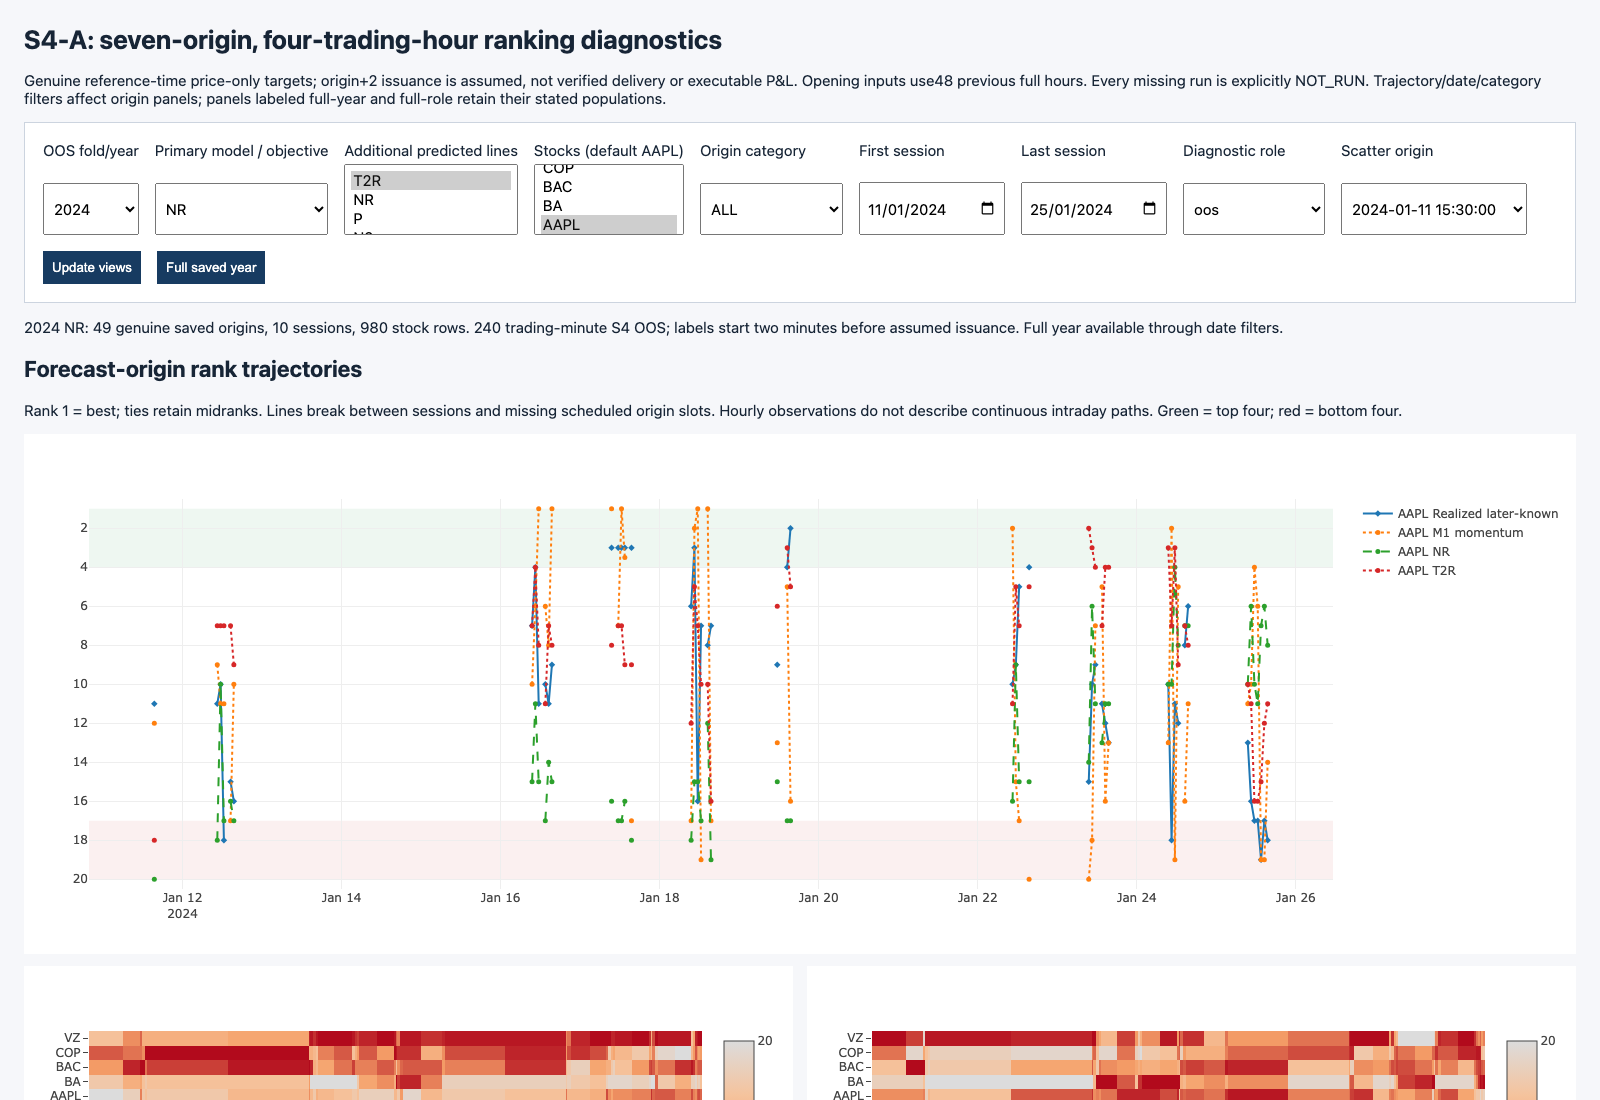 S4-A: seven-origin, four-trading-hour ranking diagnostics
Genuine reference-time price-only targets; origin+2 issuance is assumed, not verified delivery or executable P&L. Opening inputs use48 previous full hours. Every missing run is explicitly NOT_RUN. Trajectory/date/category
filters affect origin panels; panels labeled full-year and full-role retain their stated populations.
OOS fold/year Primary model / objective Additional predicted lines Stocks (default AAPL) Origin category First session Last session Diagnostic role Scatter origin
2024 NR T2R NR P COP BAC BA AAPL ALL 11/01/2024 25/01/2024 oos 2024-01-11 15:30:00
Update views Full saved year
2024 NR: 49 genuine saved origins, 10 sessions, 980 stock rows. 240 trading-minute S4 OOS; labels start two minutes before assumed issuance. Full year available through date filters.
Forecast-origin rank trajectories
Rank 1 = best; ties retain midranks. Lines break between sessions and missing scheduled origin slots. Hourly observations do not describe continuous intraday paths. Green = top four; red = bottom four.
2
4
6
8
10
12
14
16
18
20
Jan 12 Jan 14 Jan 16 Jan 18 Jan 20 Jan 22 Jan 24 Jan 26
2024
AAPL Realized later-known
AAPL M1 momentum
AAPL NR
AAPL T2R
VZ
COP
BAC
BA
AAPL
20
VZ
COP
BAC
BA
AAPL
20